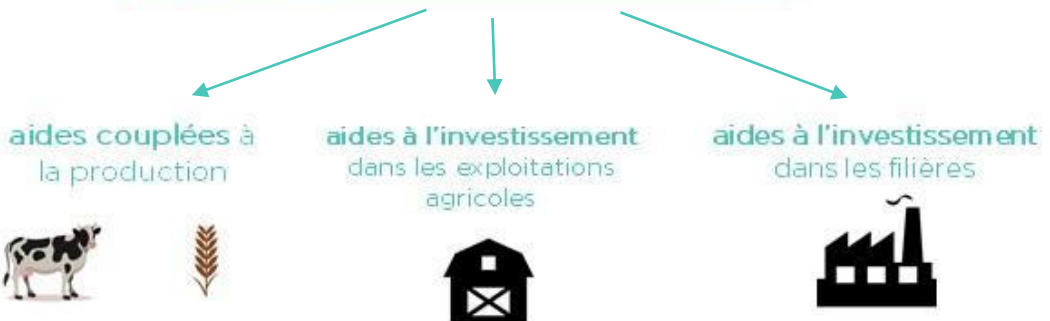 aides couplées à
la production
aides à l'investissement
dans les exploitations
agricoles
aides à l'investissement
dans les filières